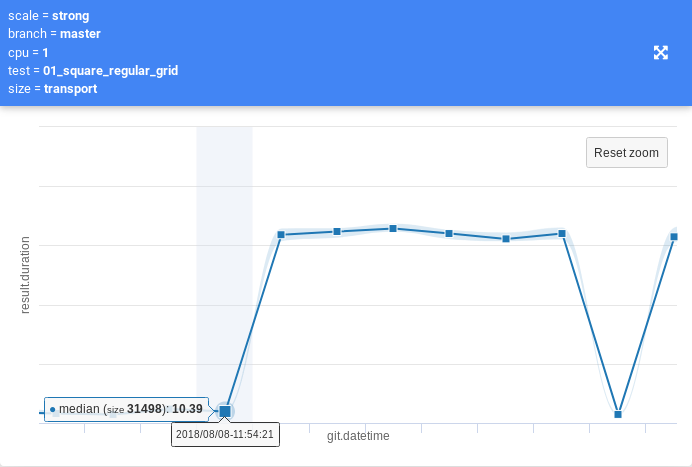 scale = strong
branch = master
cpu = 1
test = 01_square_regular_grid
size = transport
Reset zoom
result.duration
median (size 31498): 10.39
2018/08/08-11:54:21
git.datetime